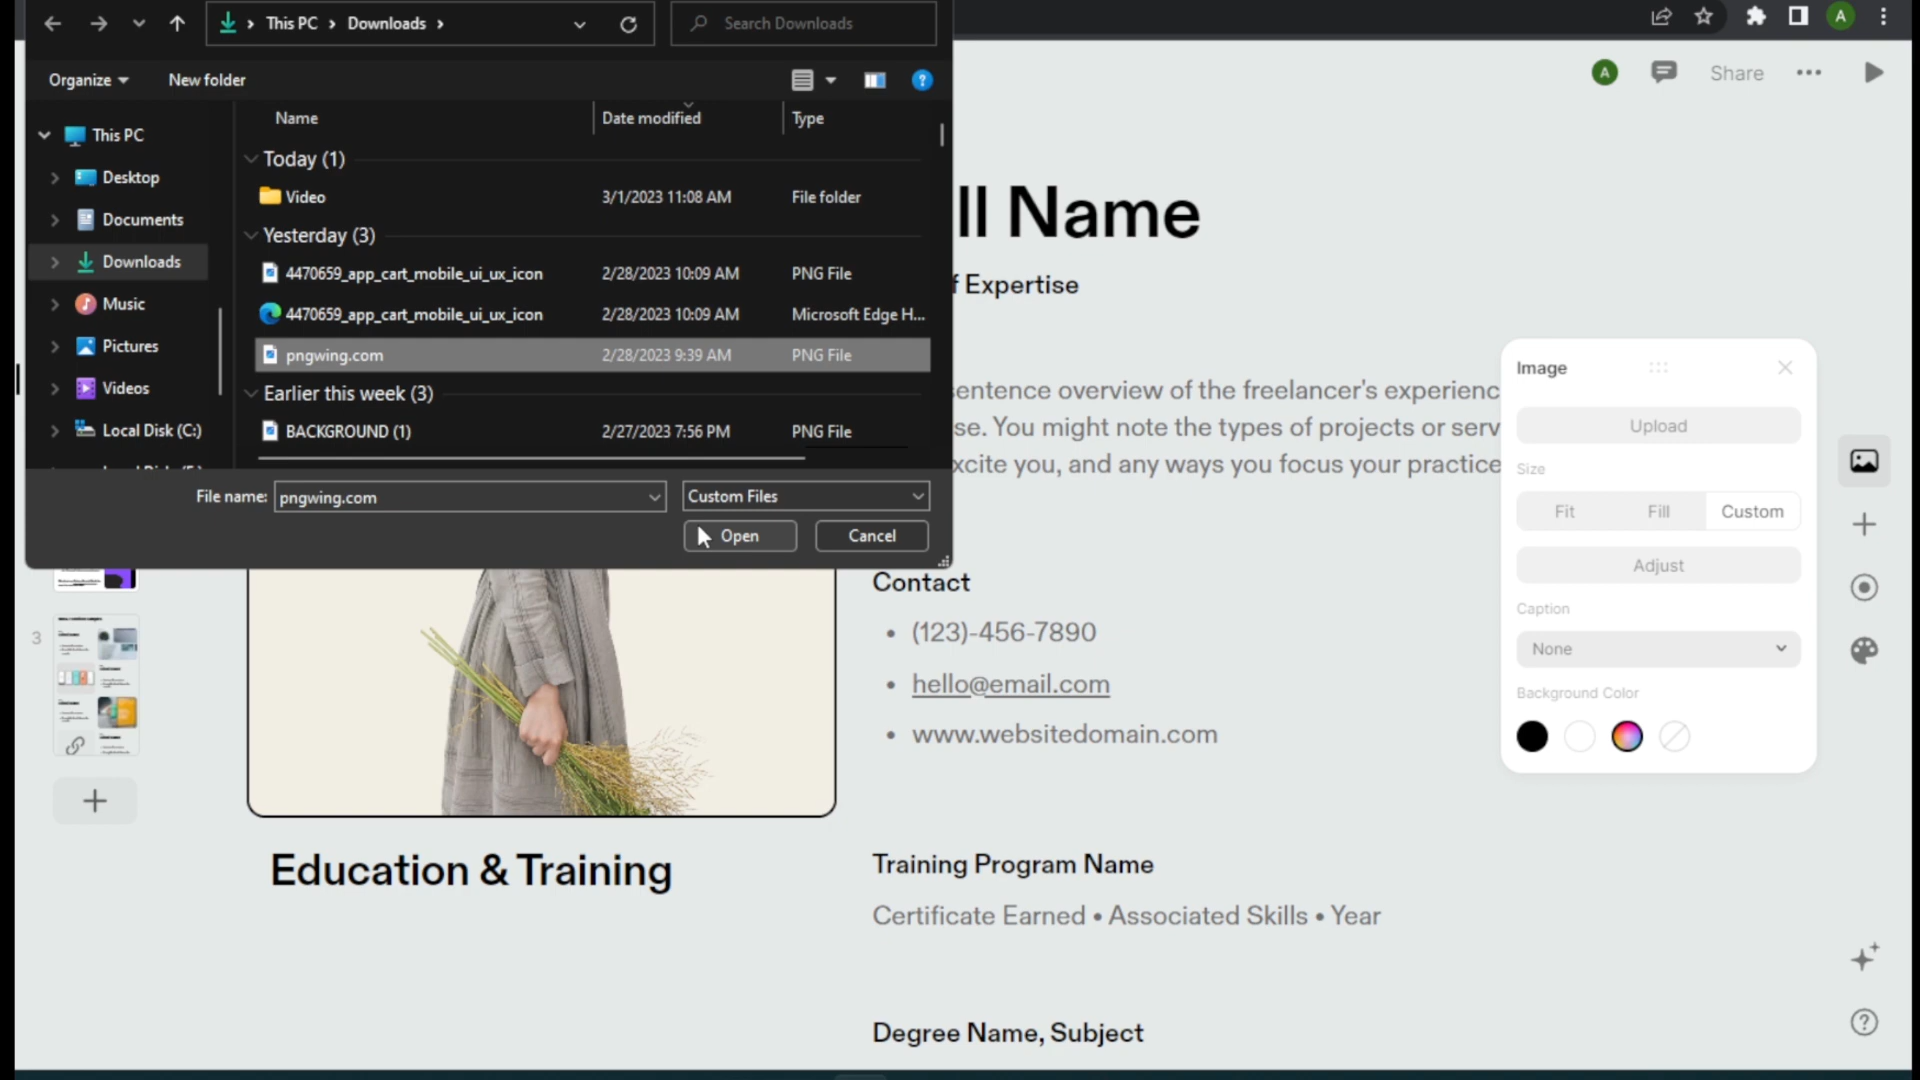 This PC
Downloads
Search Downloads
A
Organize
New folder
?
A
Share
Name
Date modified
Type
This PC
Desktop
Documents
Downloads
Music
Pictures
Videos
Local Disk (C:)
Today (1)
Video
3/1/2023 11:08 AM
File folder
Yesterday (3)
4470659_app_cart_mobile_ui_ux_icon
2/28/2023 10:09 AM
PNG File
4470659_app_cart_mobile_ui_ux_icon
2/28/2023 10:09 AM
Microsoft Edge H...
pngwing.com
2/28/2023 9:39 AM
PNG File
Earlier this week (3)
BACKGROUND (1)
2/27/2023 7:56 PM
PNG File
File name:
pngwing.com
Custom Files
Open
Cancel
ll Name
f Expertise
sentence overview of the freelancer's experienc
se. You might note the types of projects or serv
xcite you, and any ways you focus your practice
Image
Upload
Size
Fit
Fill
Custom
Adjust
Caption
None
Background Color
3
Contact
• (123)-456-7890
• hello@email.com
• www.websitedomain.com
Education & Training
Training Program Name
Certificate Earned • Associated Skills • Year
Degree Name, Subject
?